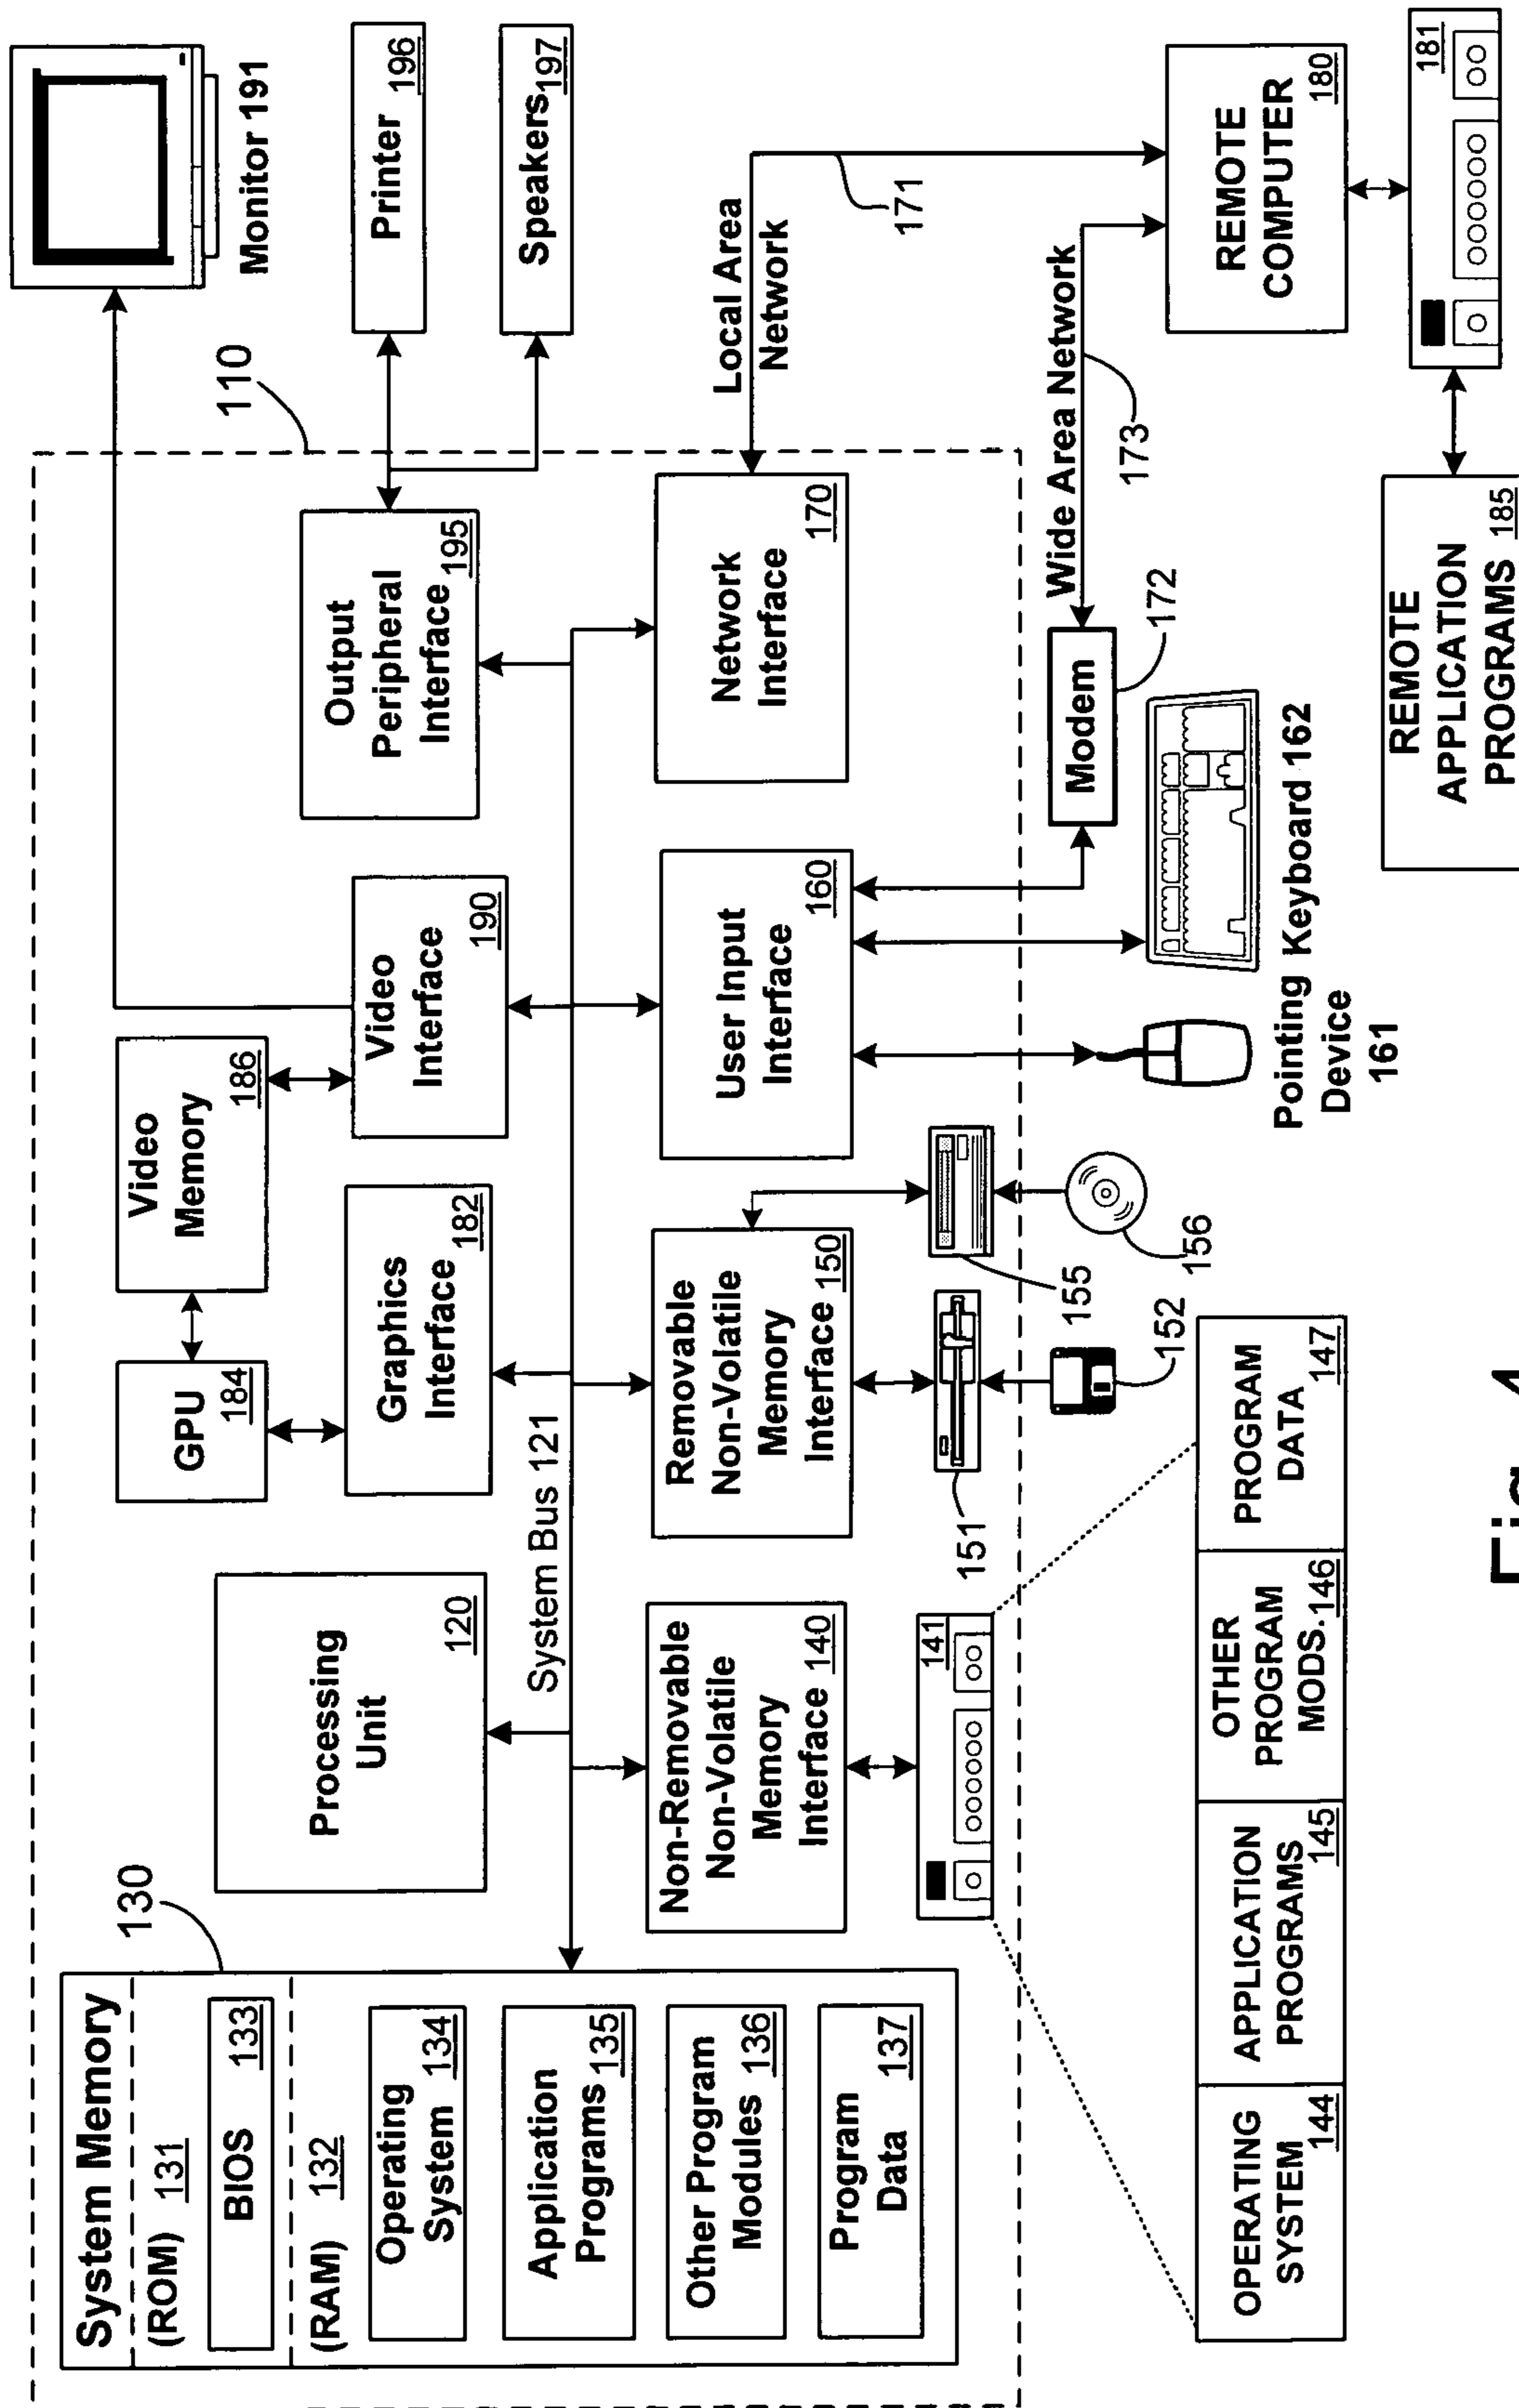 System Memory
(ROM) 131
BIOS 133
(RAM) 132
Operating
System 134
Application
Programs 135
Other Program
Modules 136
Program
Data 137
130
Processing
Unit
120
System Bus 121
GPU
184
Video
Memory
186
Graphics
Interface
182
Video
Interface
190
Output
Peripheral
Interface 195
110
Monitor 191
Printer
196
Speakers 197
Non-Removable
Non-Volatile
Memory
Interface 140
Removable
Non-Volatile
Memory
Interface 150
User Input
Interface
160
Network
Interface
170
Local Area
Network
171
141
151
152
155
156
Wide Area Network
173
Modem
172
Pointing
Device
161
Keyboard 162
REMOTE
COMPUTER
180
181
REMOTE
APPLICATION
PROGRAMS 185
OPERATING
SYSTEM 144
APPLICATION
PROGRAMS
145
OTHER
PROGRAM
MODS. 146
PROGRAM
DATA
147